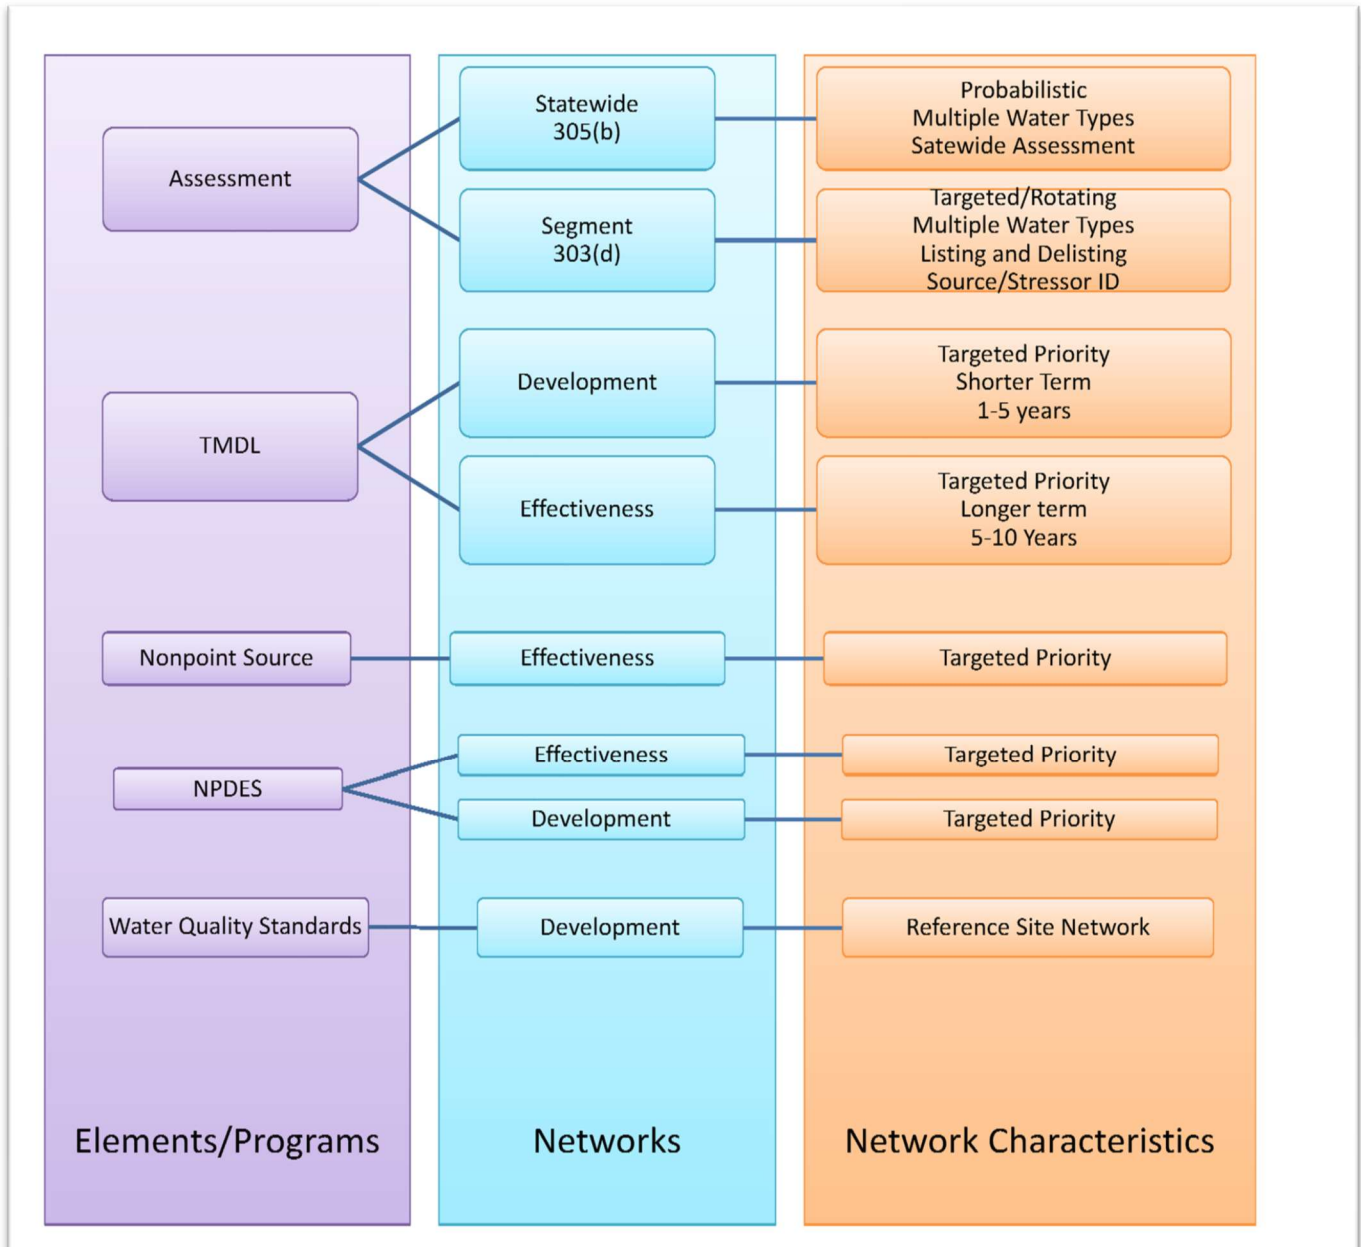 Assessment
Statewide
305(b)
Probabilistic
Multiple Water Types
Satewide Assessment
Segment
303(d)
Targeted/Rotating
Multiple Water Types
Listing and Delisting
Source/Stressor ID
TMDL
Development
Targeted Priority
Shorter Term
1-5 years
Effectiveness
Targeted Priority
Longer term
5-10 Years
Nonpoint Source
Effectiveness
Targeted Priority
NPDES
Effectiveness
Targeted Priority
Development
Targeted Priority
Water Quality Standards
Development
Reference Site Network
Elements/Programs
Networks
Network Characteristics